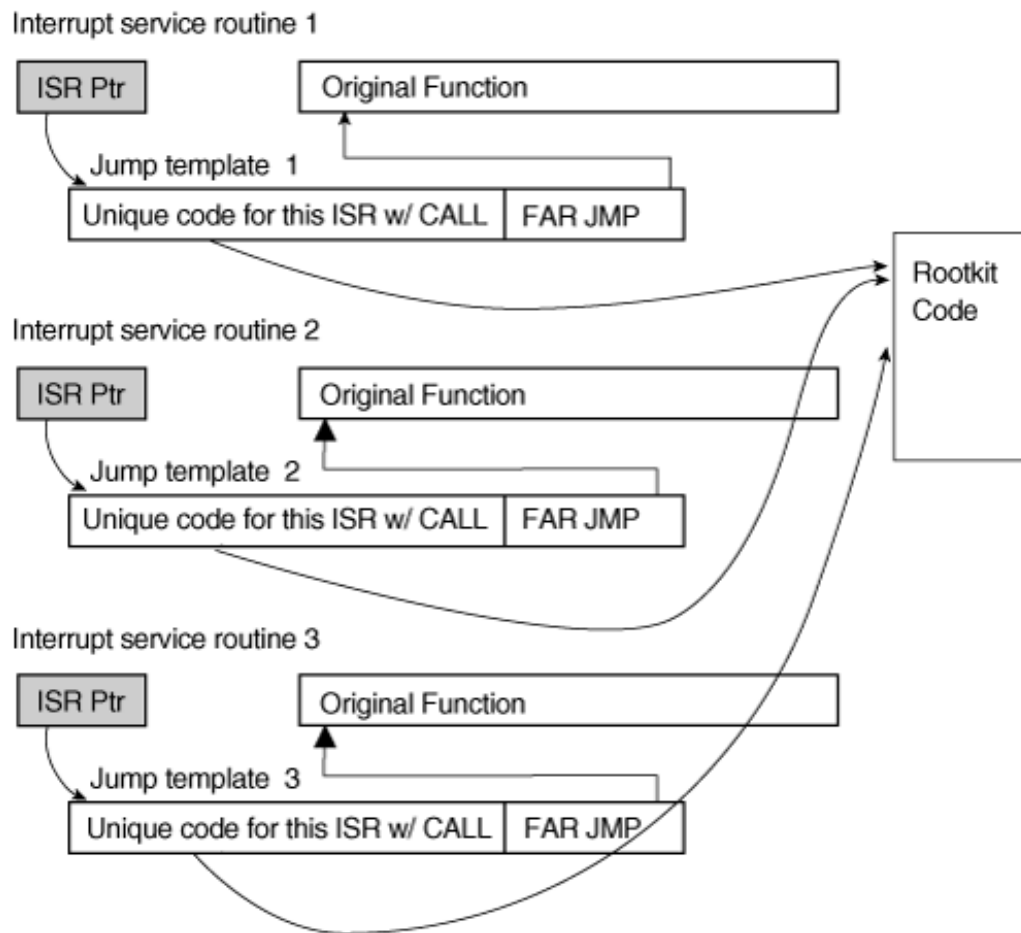 Interrupt service routine 1
ISR Ptr
Original Function
Jump template 1
Unique code for this ISR w/ CALL
FAR JMP
Rootkit
Code
Interrupt service routine 2
ISR Ptr
Original Function
Jump template 2
Unique code for this ISR w/ CALL
FAR JMP
Interrupt service routine 3
ISR Ptr
Original Function
Jump template 3
Unique code for this ISR w/ CALL
FAR JMP